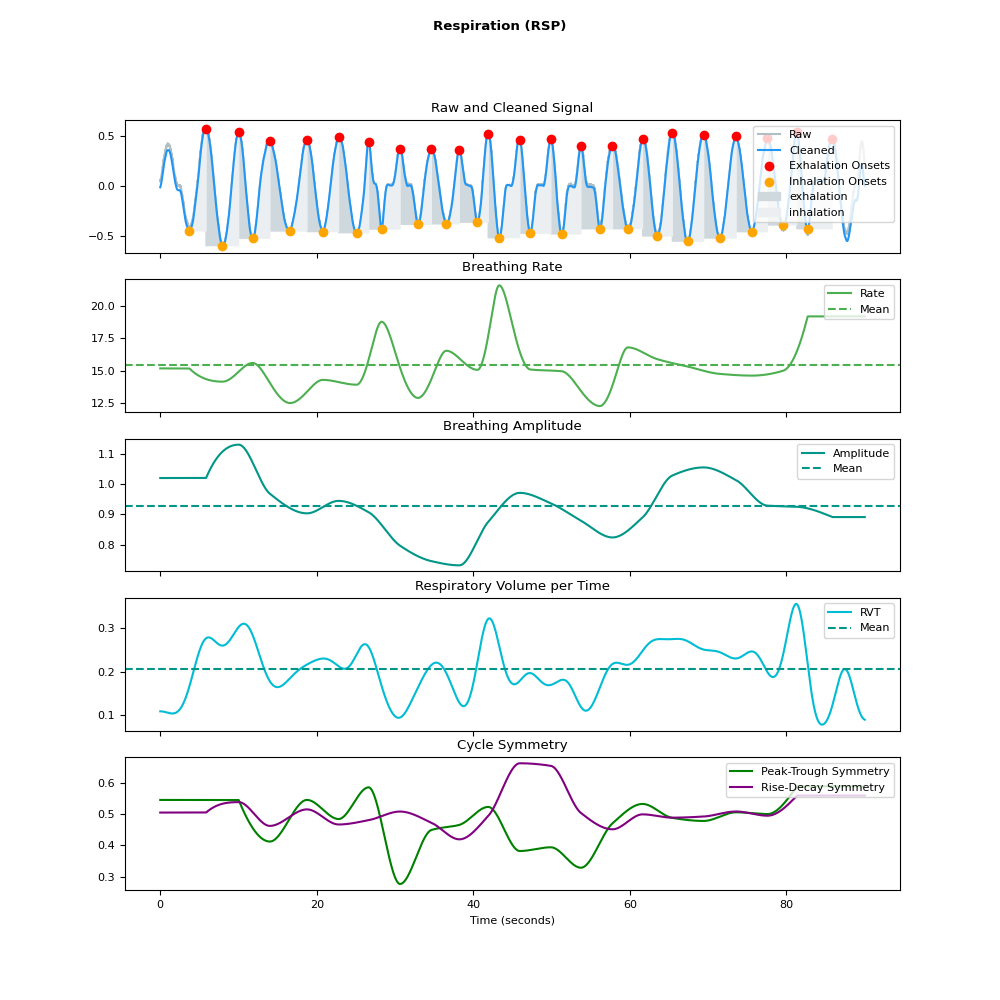 Respiration (RSP)
Raw and Cleaned Signal
0.5
0.0
−0.5
Raw
Cleaned
Exhalation Onsets
Inhalation Onsets
exhalation
inhalation
Breathing Rate
20.0
17.5
15.0
12.5
Rate
Mean
Breathing Amplitude
1.1
1.0
0.9
0.8
Amplitude
Mean
Respiratory Volume per Time
0.3
0.2
0.1
RVT
Mean
Cycle Symmetry
0.6
0.5
0.4
0.3
Peak-Trough Symmetry
Rise-Decay Symmetry
0 20 40 60 80
Time (seconds)